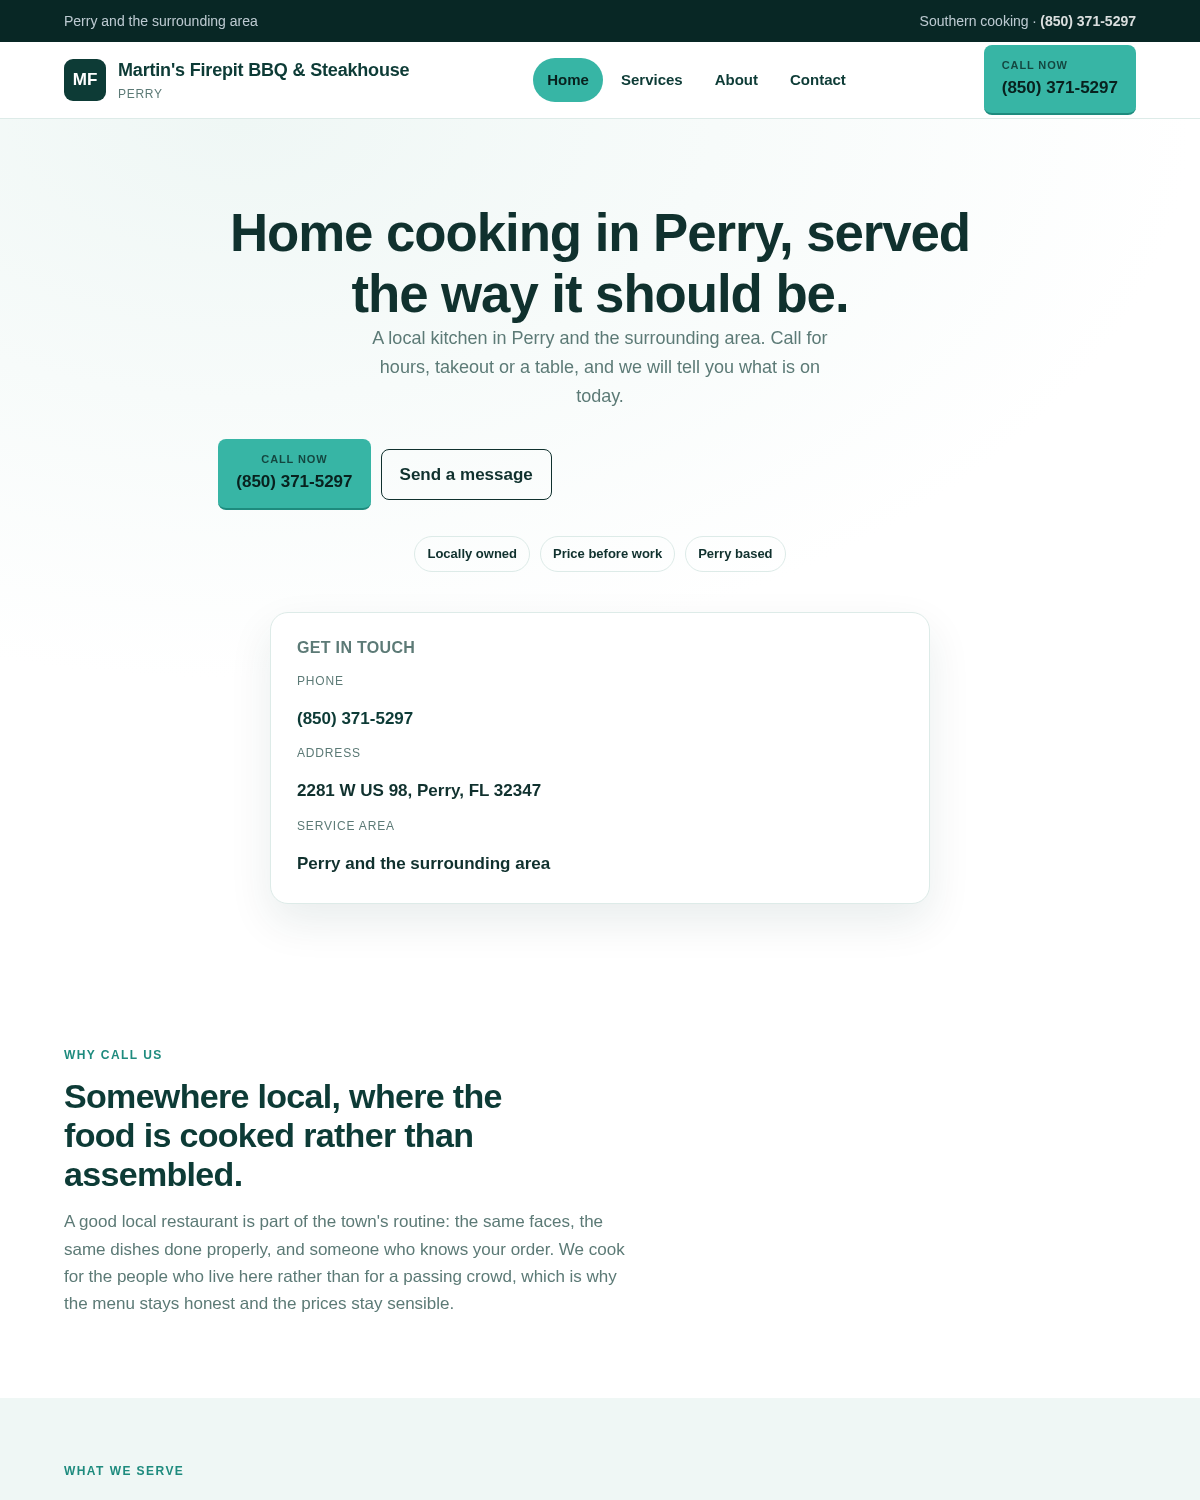 Perry and the surrounding area
Southern cooking · (850) 371-5297
MF
Martin's Firepit BBQ & Steakhouse
PERRY
Home
Services
About
Contact
CALL NOW
(850) 371-5297
Home cooking in Perry, served
the way it should be.
A local kitchen in Perry and the surrounding area. Call for
hours, takeout or a table, and we will tell you what is on
today.
CALL NOW
(850) 371-5297
Send a message
Locally owned
Price before work
Perry based
GET IN TOUCH
PHONE
(850) 371-5297
ADDRESS
2281 W US 98, Perry, FL 32347
SERVICE AREA
Perry and the surrounding area
WHY CALL US
Somewhere local, where the
food is cooked rather than
assembled.
A good local restaurant is part of the town's routine: the same faces, the
same dishes done properly, and someone who knows your order. We cook
for the people who live here rather than for a passing crowd, which is why
the menu stays honest and the prices stay sensible.
WHAT WE SERVE